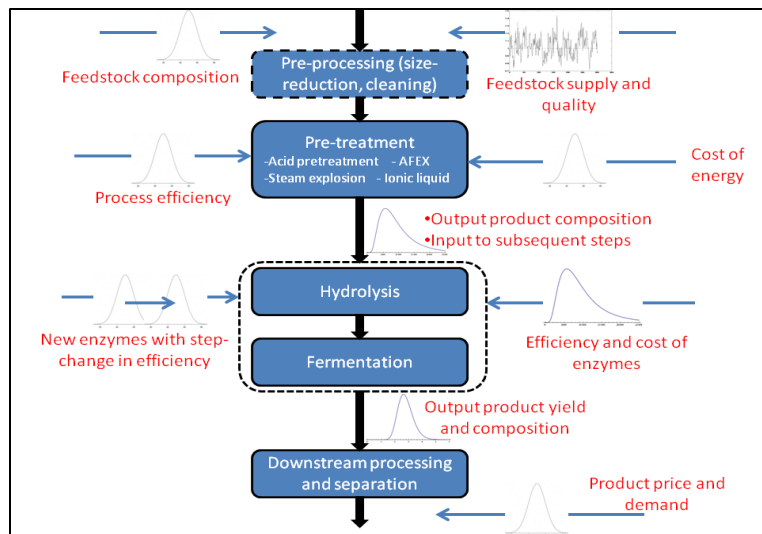 Feedstock composition
Pre-processing (size-
reduction, cleaning)
Feedstock supply and
quality
Pre-treatment
-Acid pretreatment - AFEX
-Steam explosion - Ionic liquid
Process efficiency
Cost of
energy
•Output product composition
•Input to subsequent steps
Hydrolysis
New enzymes with step-
change in efficiency
Efficiency and cost of
enzymes
Fermentation
Output product yield
and composition
Downstream processing
and separation
Product price and
demand